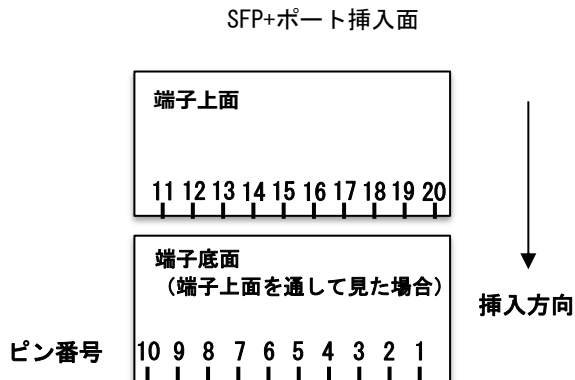 SFP+ポート挿入面
端子上面
11 12 13 14 15 16 17 18 19 20
端子底面
（端子上面を通して見た場合）
挿入方向
ピン番号
10 9 8 7 6 5 4 3 2 1